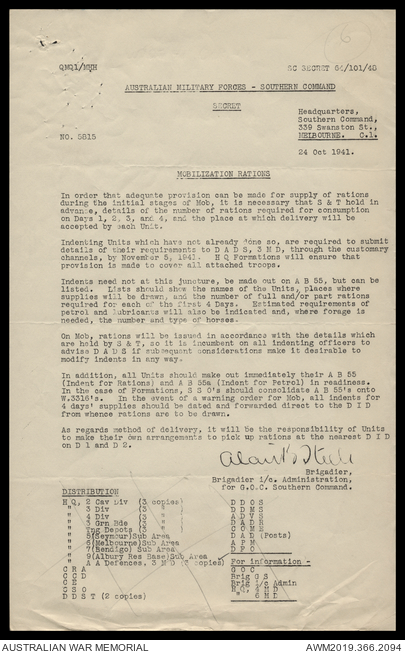 QMG1/MHH
SC SECRET 64/101/48
AUSTRALIAN MILITARY FORCES - SOUTHERN COMMAND
SECRET
Headquarters,
Southern Command,
339 Swanston St.,
MELBOURNE. C.1.
NO. 5815
24 Oct 1941.
MOBILIZATION RATIONS
In order that adequate provision can be made for supply of rations
during the initial stages of Mob, it is necessary that S & T hold in
advance, details of the number of rations required for consumption
on Days 1, 2, 3, and 4, and the place at which delivery will be
accepted by each Unit.
Indenting Units which have not already done so, are required to submit
details of their requirements to D A D S, 3 M D, through the customary
channels, by November 5, 1941. H Q Formations will ensure that
provision is made to cover all attached troops.
Indents need not at this juncture, be made out on A B 55, but can be
listed. Lists should show the names of the Units, places where
supplies will be drawn, and the number of full and/or part rations
required for each of the first 4 Days. Estimated requirements of
petrol and lubricants will also be indicated and, where forage is
needed, the number and type of horses.
On Mob, rations will be issued in accordance with the details which
are held by S & T, so it is incumbent on all indenting officers to
advise D A D S if subsequent considerations make it desirable to
modify indents in any way.
In addition, all Units should make out immediately their A B 55
(Indent for Rations) and A B 55a (Indent for Petrol) in readiness.
In the case of Formations, S S O's should consolidate A B 55's onto
W.3316's. In the event of a warning order for Mob, all indents for
4 days' supplies should be dated and forwarded direct to the D I D
from whence rations are to be drawn.
As regards method of delivery, it will be the responsibility of Units
to make their own arrangements to pick up rations at the nearest D I D
on D 1 and D 2.
Brigadier,
Brigadier i/c. Administration,
for G.O.C. Southern Command.
DISTRIBUTION
H Q, 2 Cav Div (3 copies)
" 3 Div (3 " )
" 4 Div (3 " )
" 3 Grn Bde (3 " )
" Tng Depots (3 " )
" 5(Seymour)Sub Area
" 6(Melbourne)Sub Area
" 7(Bendigo) Sub Area
" 9(Albury Res Base)Sub Area
" A A Defences, 3 M D (3 copies)
C R A
C C D
C E
C S O
D D S T (2 copies)
D D O S
D D M S
A D V S
D A D R
C O M E
D A D (Posts)
A P M
D F O
For information -
G O C
Brig G S
Brig i/c Admin
H Q, 4 M D
" 6 M D
AUSTRALIAN WAR MEMORIAL
AWM2019.366.2094